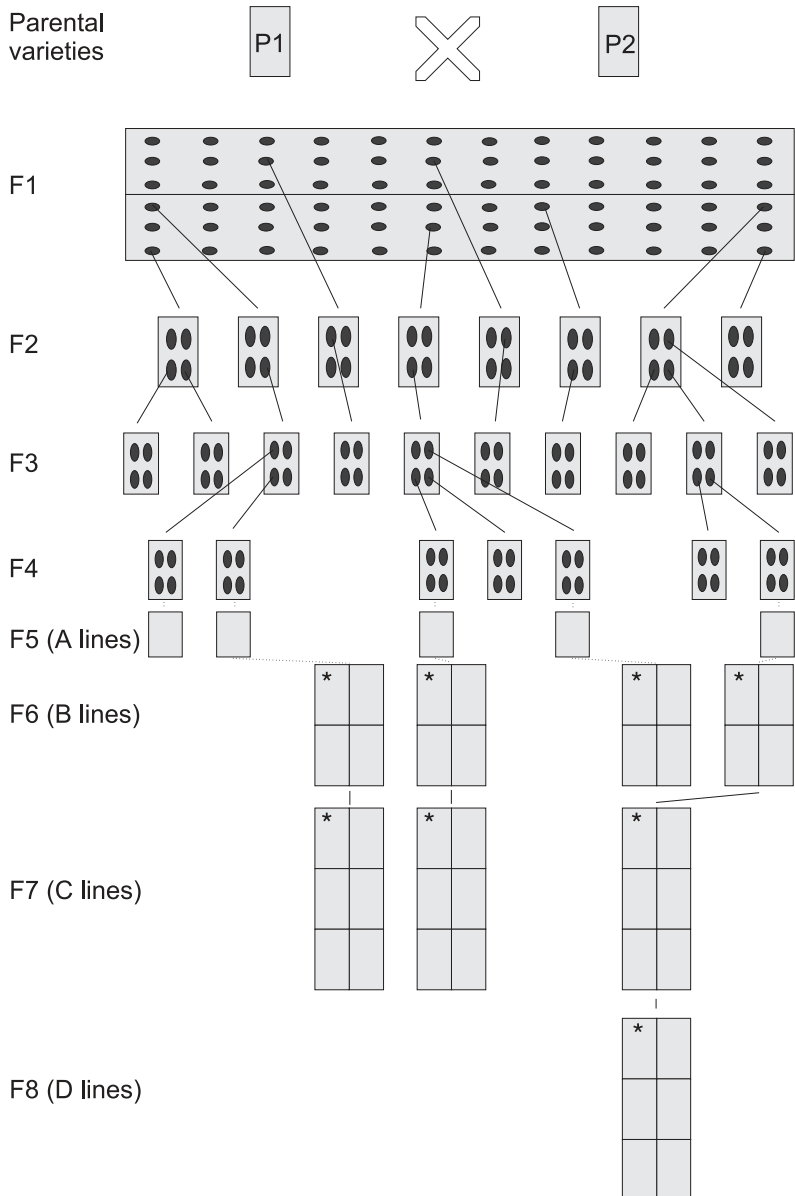 Parental
varieties
P1
P2
F1
F2
F3
F4
F5 (A lines)
F6 (B lines)
* * * *
F7 (C lines)
* * *
F8 (D lines)
*